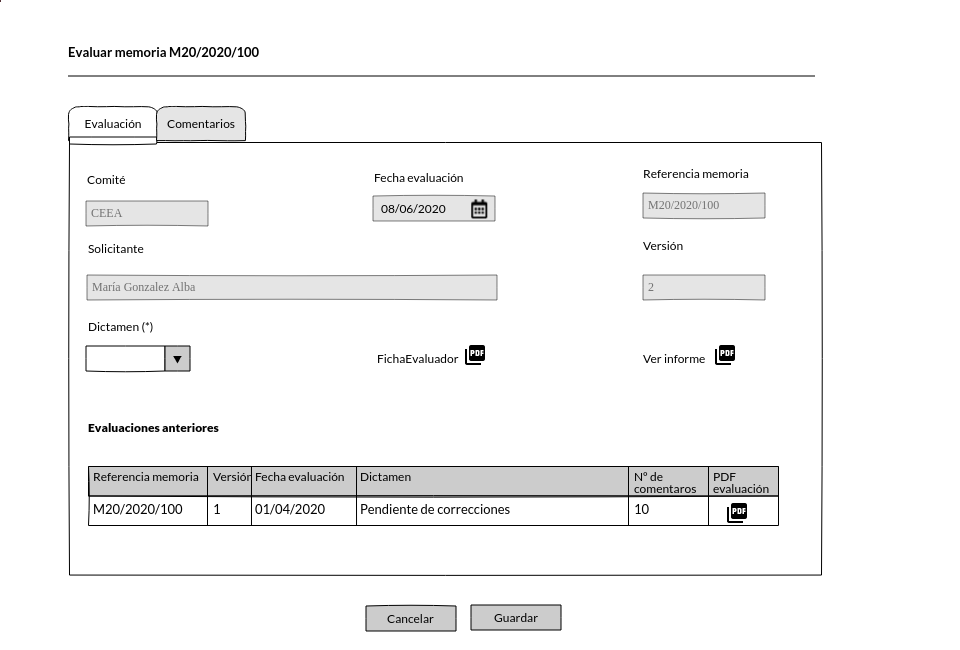 Evaluar memoria M20/2020/100
Evaluación Comentarios
Comité Fecha evaluación Referencia memoria
CEEA 08/06/2020 M20/2020/100
Solicitante Versión
María Gonzalez Alba 2
Dictamen (*)
FichaEvaluador PDF Ver informe PDF
Evaluaciones anteriores
Referencia memoria Versión Fecha evaluación Dictamen Nº de comentaros PDF evaluación
M20/2020/100 1 01/04/2020 Pendiente de correcciones 10 PDF
Cancelar Guardar